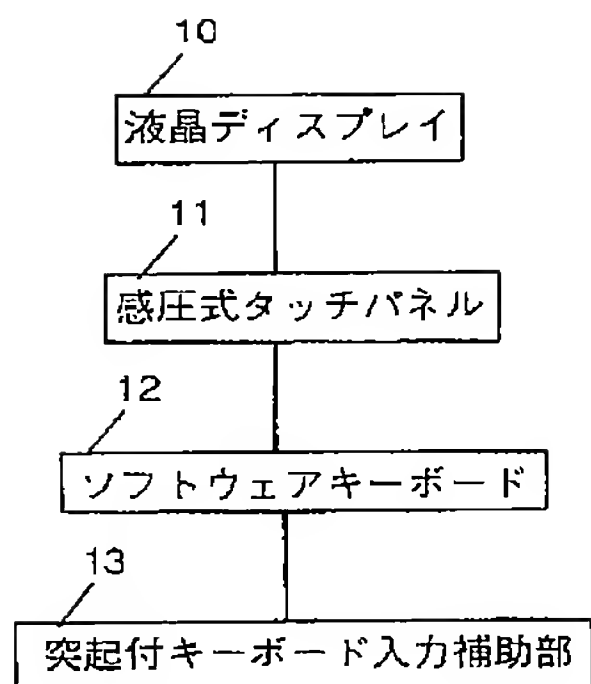 10
液晶ディスプレイ
11
感圧式タッチパネル
12
ソフトウェアキーボード
13
突起付キーボード入力補助部